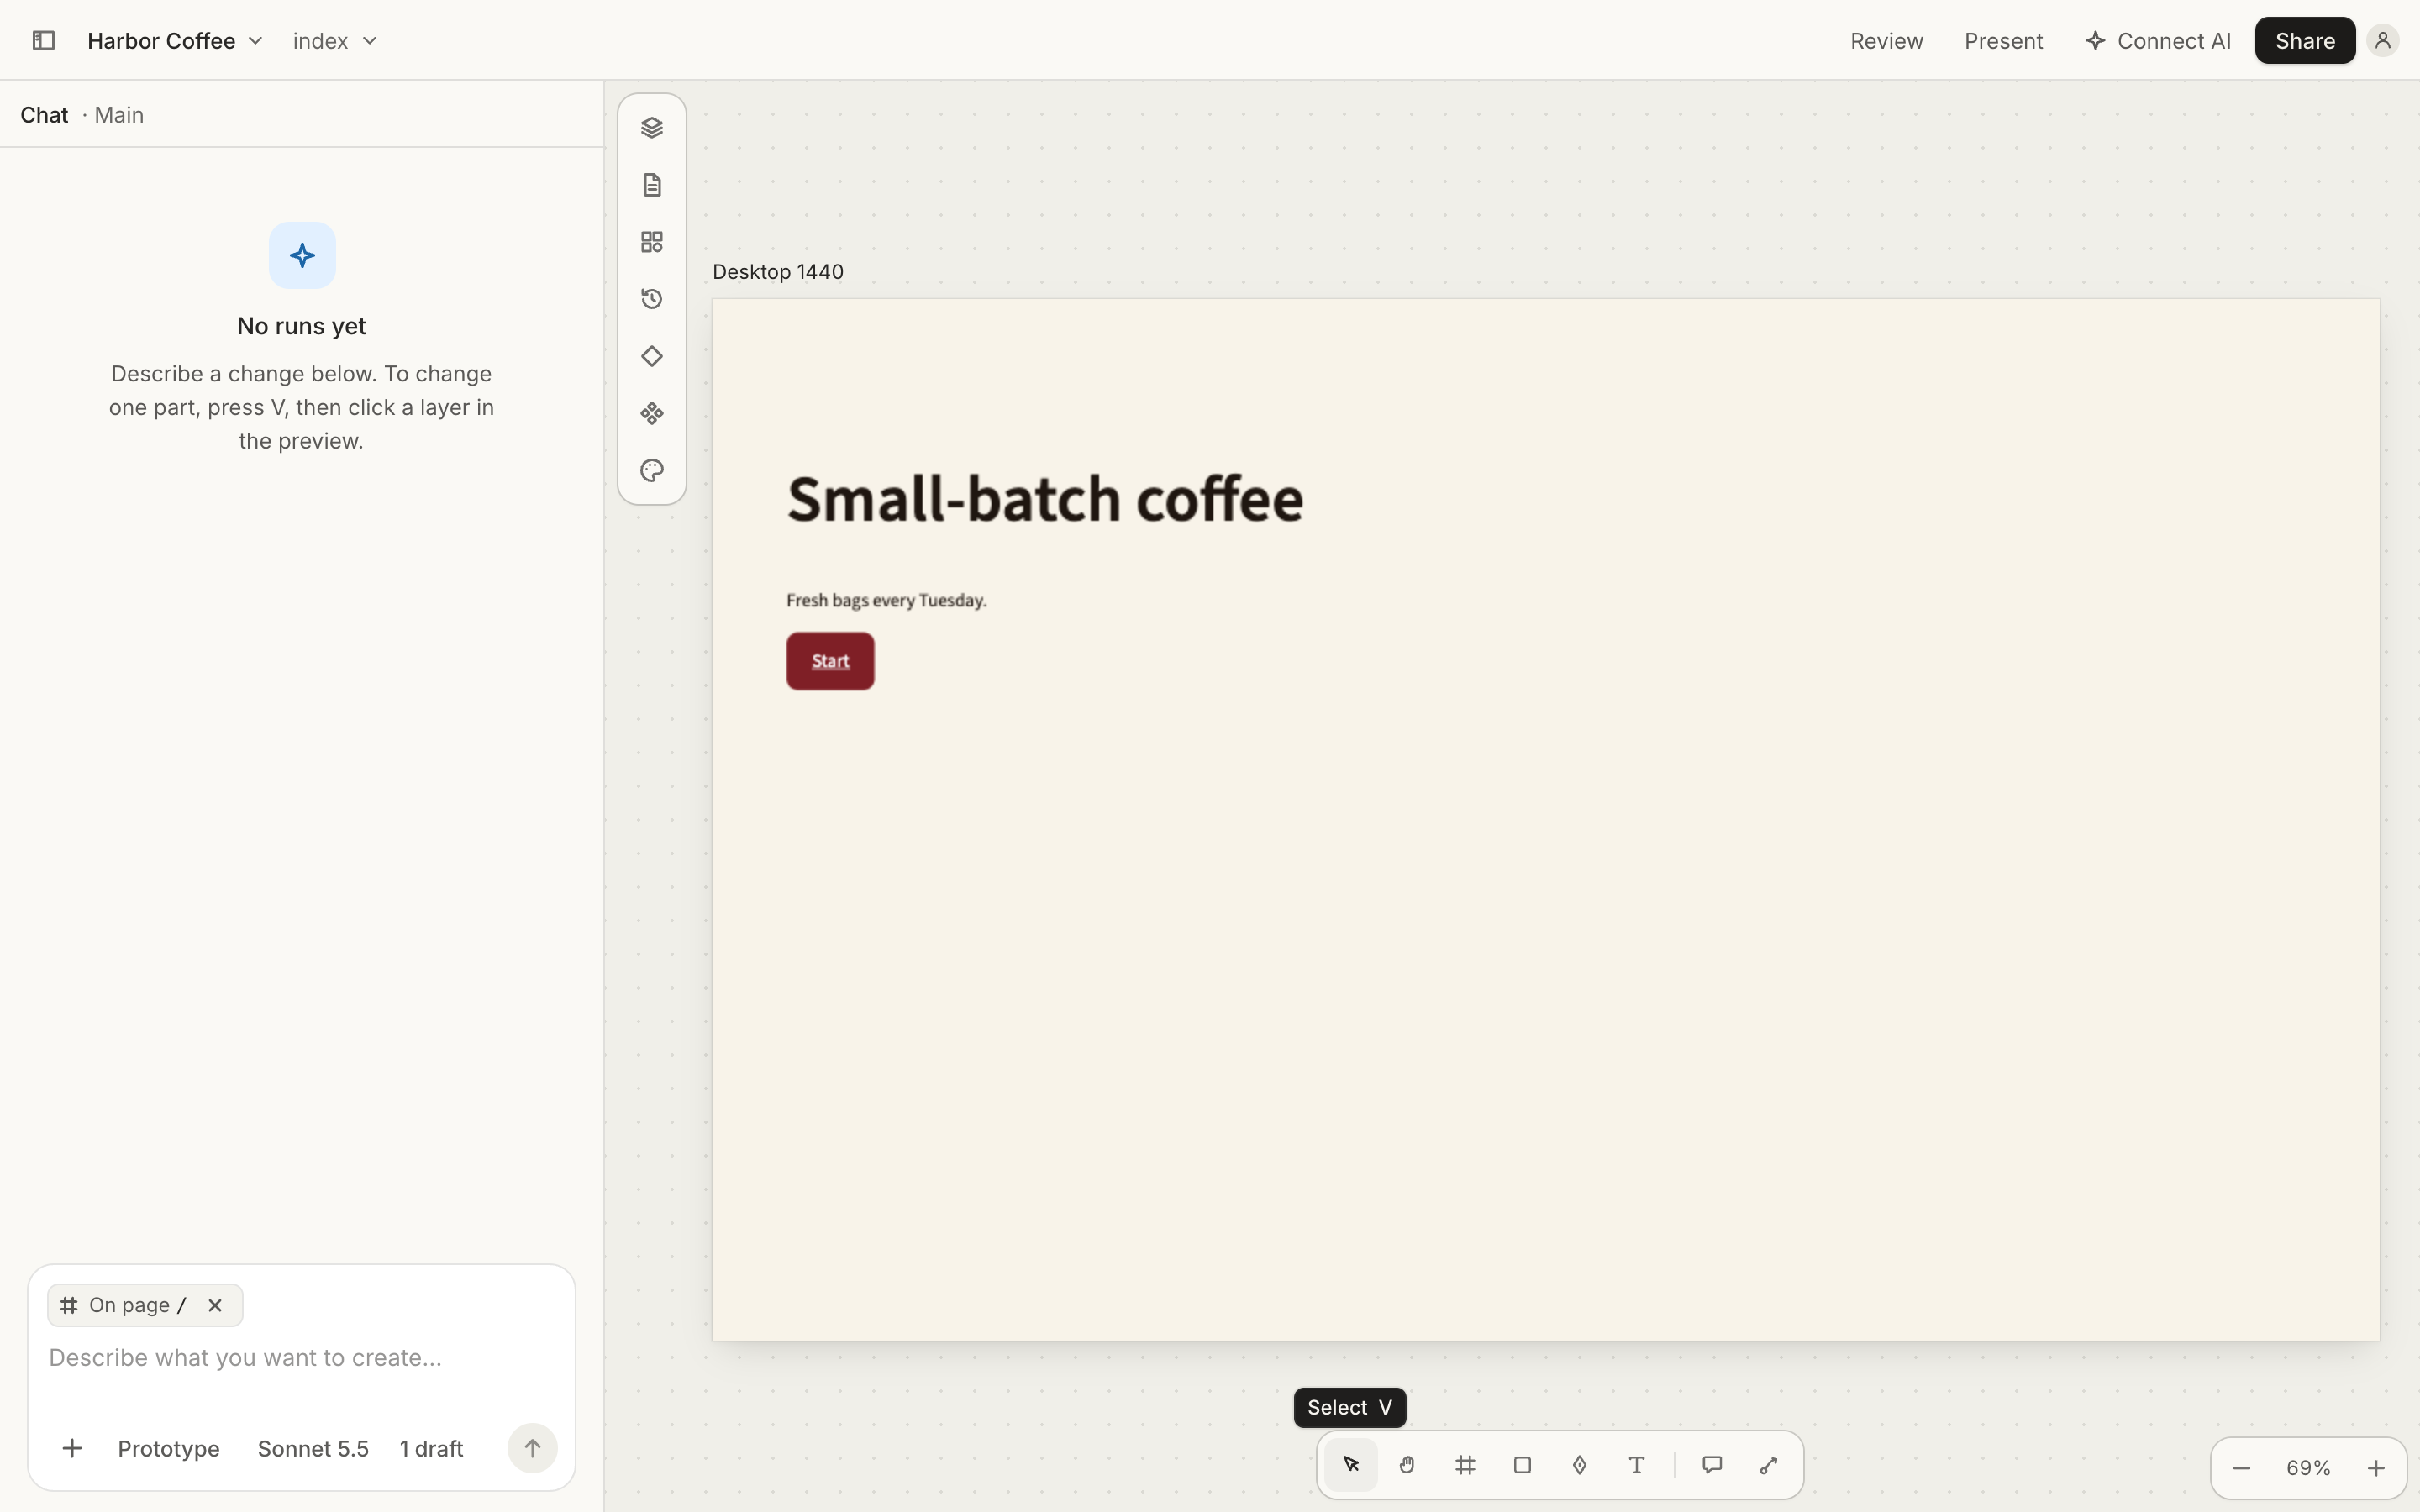 Harbor Coffee
index
Review
Present
Connect AI
Share
Chat · Main
No runs yet
Describe a change below. To change
one part, press V, then click a layer in
the preview.
Desktop 1440
Small-batch coffee
Fresh bags every Tuesday.
Start
On page /
Describe what you want to create...
Prototype
Sonnet 5.5
1 draft
Select V
69%